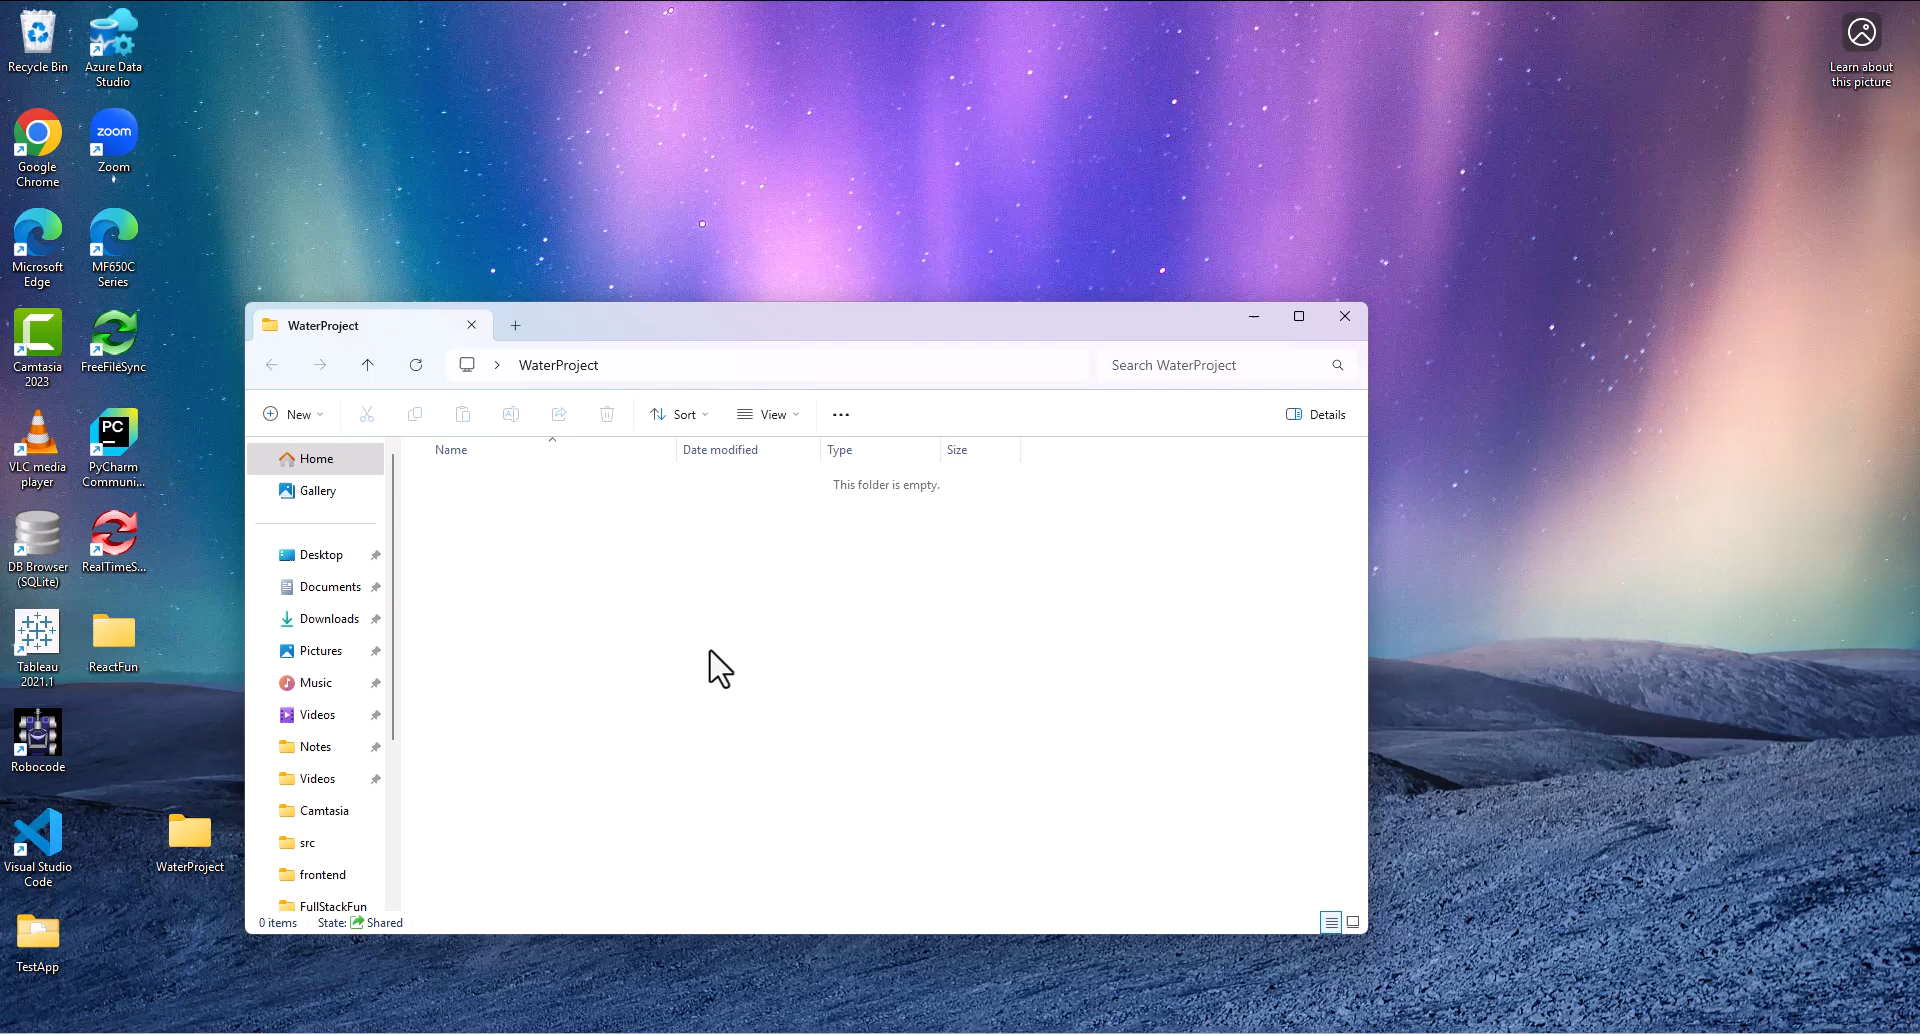 Recycle Bin
Azure Data
Studio
Learn about
this picture
Google
Chrome
zoom
Zoom
Microsoft
Edge
MF650C
Series
Camtasia
2023
FreeFileSync
VLC media
player
PC
PyCharm
Communi...
DB Browser
(SQLite)
RealTimeS...
Tableau
2021.1
ReactFun
Robocode
Visual Studio
Code
WaterProject
TestApp
WaterProject
WaterProject
Search WaterProject
New
Sort
View
Details
Home
Gallery
Desktop
Documents
Downloads
Pictures
Music
Videos
Notes
Videos
Camtasia
src
frontend
FullStackFun
Name
Date modified
Type
Size
This folder is empty.
0 items
State: Shared